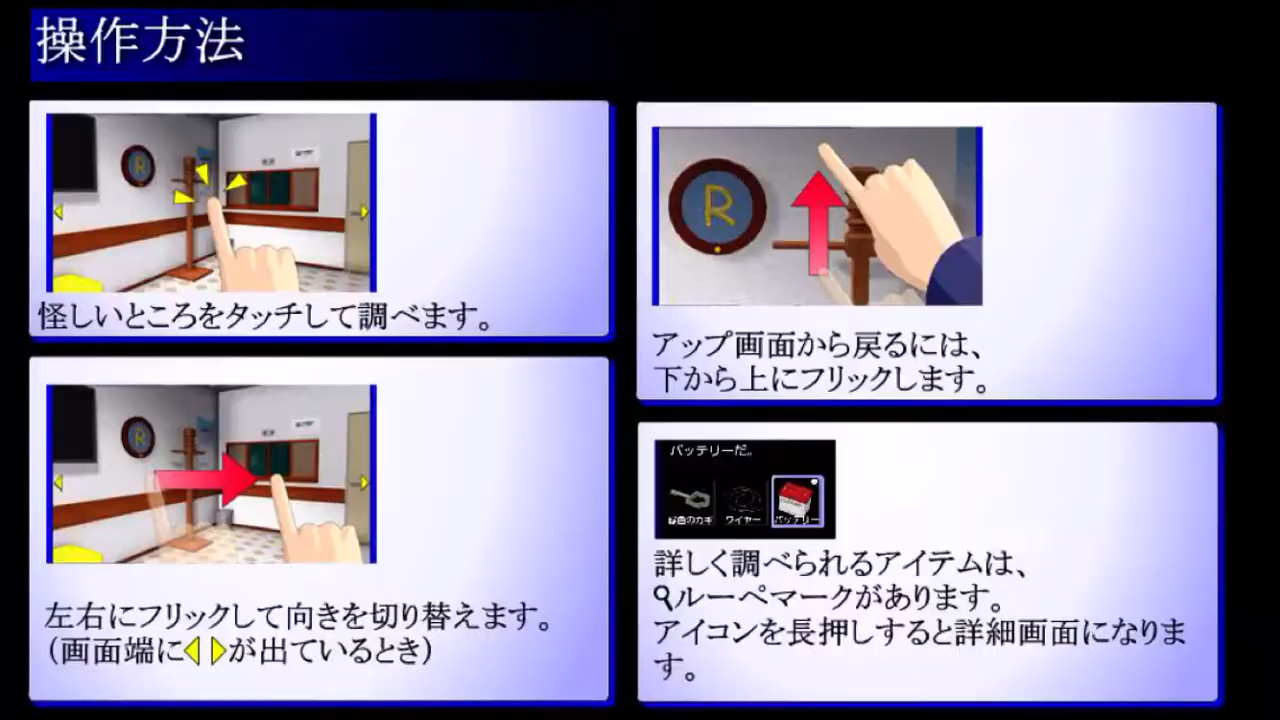 操作方法
R
怪しいところをタッチして調べます。
R
左右にフリックして向きを切り替えます。
(画面端に◀ ▶が出ているとき)
R
アップ画面から戻るには、
下から上にフリックします。
バッテリーだ。
色のカギ ワイヤー バッテリー
詳しく調べられるアイテムは、
ルーペマークがあります。
アイコンを長押しすると詳細画面になりま
す。